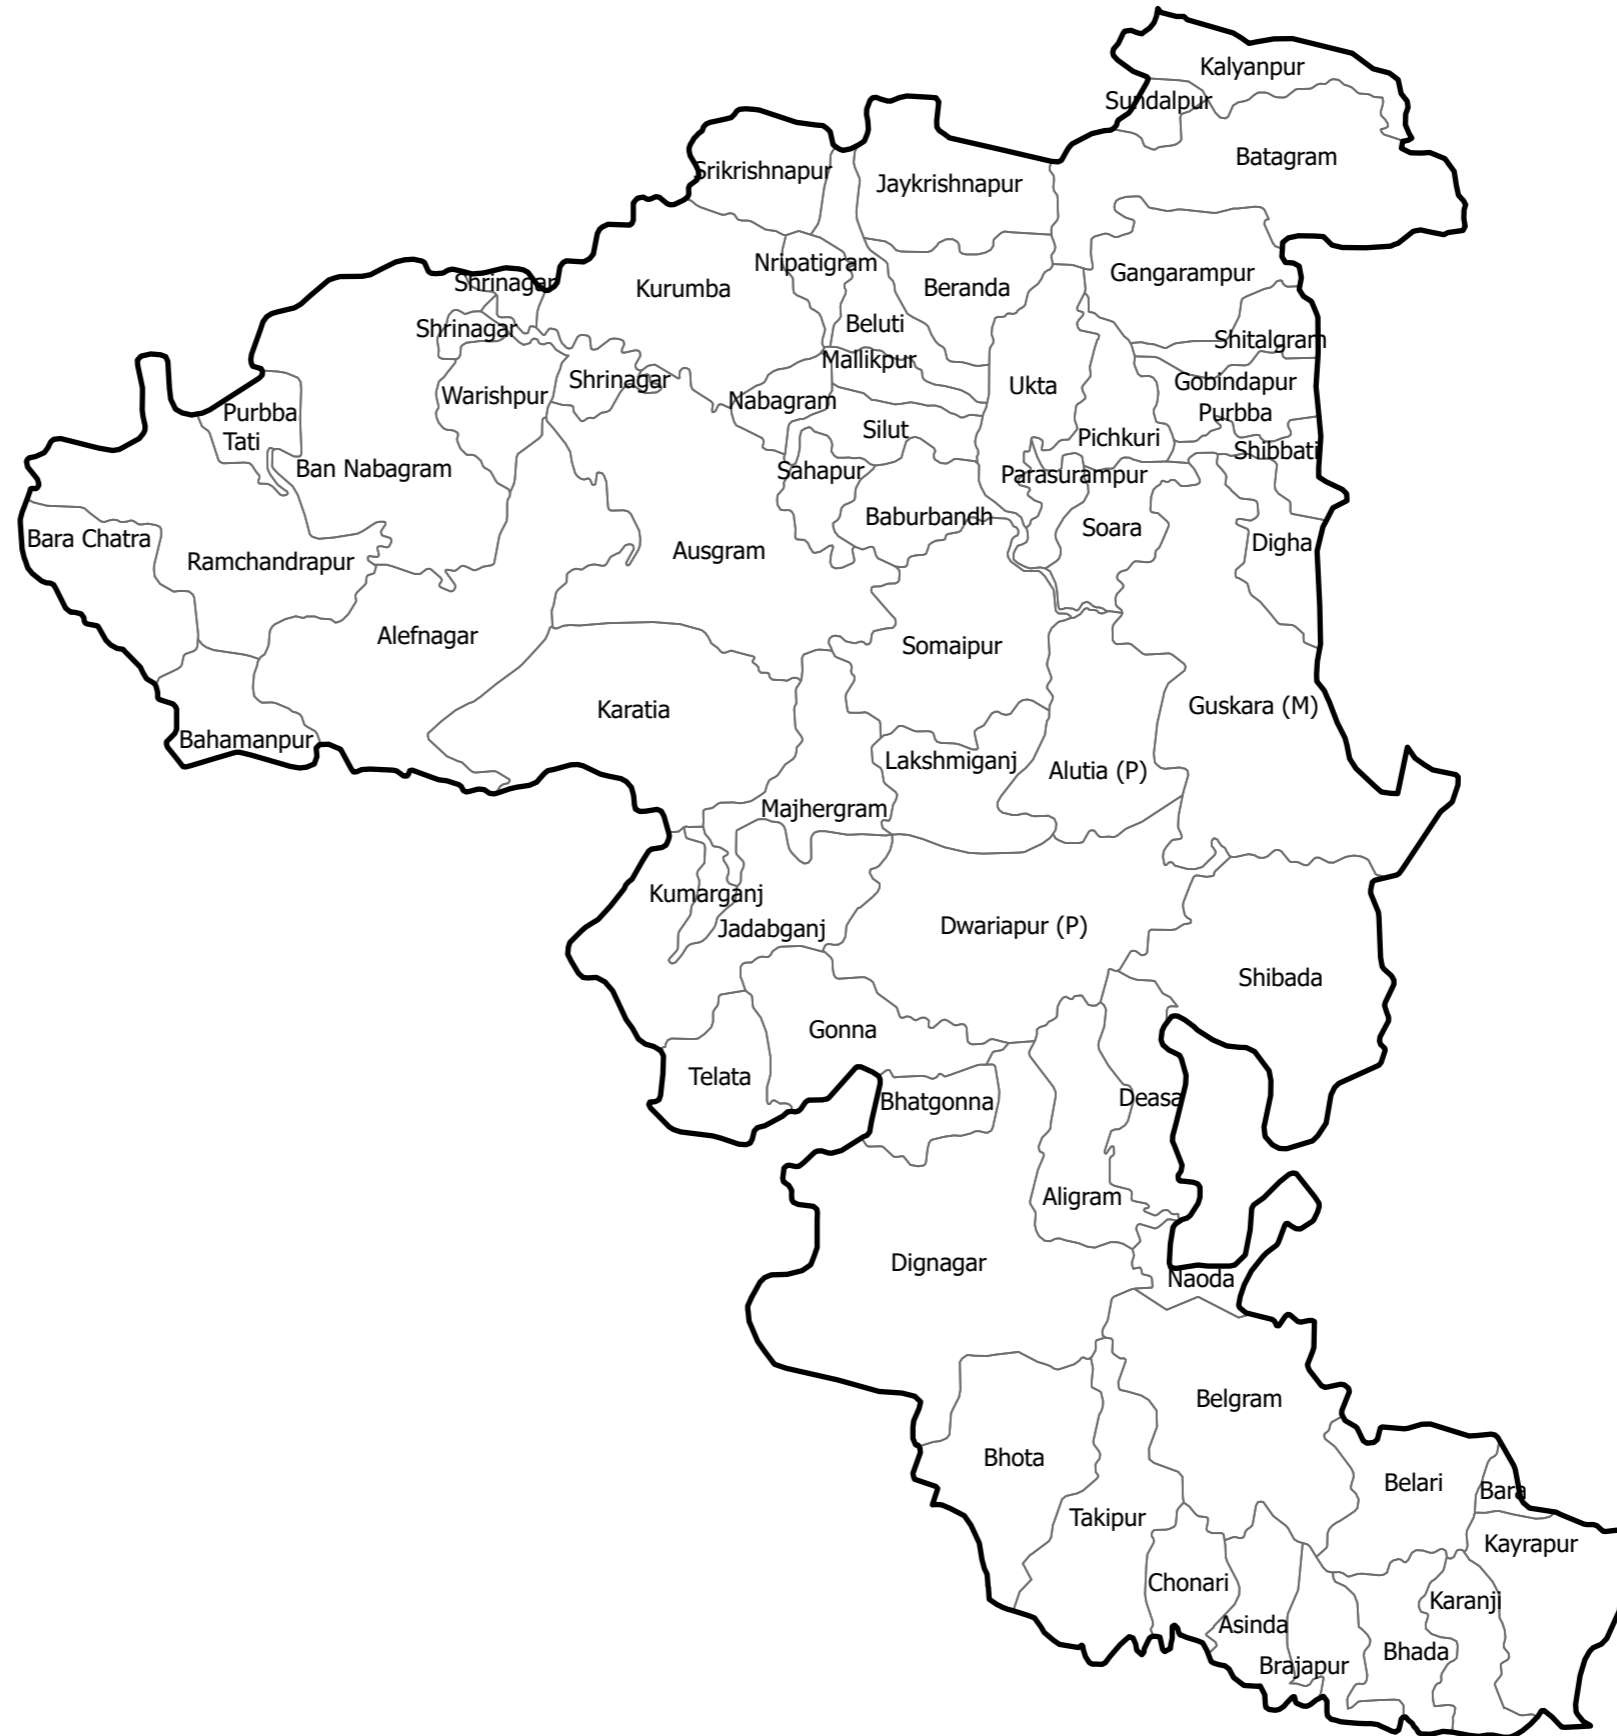 Kalyanpur
Sundalpur
Batagram
Srikrishnapur
Jaykrishnapur
Nripatigram
Gangarampur
Shrinagar
Kurumba
Beranda
Beluti
Shrinagar
Shitalgram
Mallikpur
Shrinagar
Gobindapur
Ukta
Warishpur
Nabagram
Purbba
Tati
Purbba
Silut
Pichkuri
Shibbati
Ban Nabagram
Sahapur
Parasurampur
Baburbandh
Soara
Bara Chatra
Digha
Ausgram
Ramchandrapur
Alefnagar
Somaipur
Karatia
Guskara (M)
Bahamanpur
Lakshmiganj
Alutia (P)
Majhergram
Kumarganj
Jadabganj
Dwariapur (P)
Shibada
Gonna
Telata
Bhatgonna
Deasa
Aligram
Dignagar
Naoda
Belgram
Bhota
Belari
Bara
Takipur
Kayrapur
Chonari
Karanji
Asinda
Bhada
Brajapur